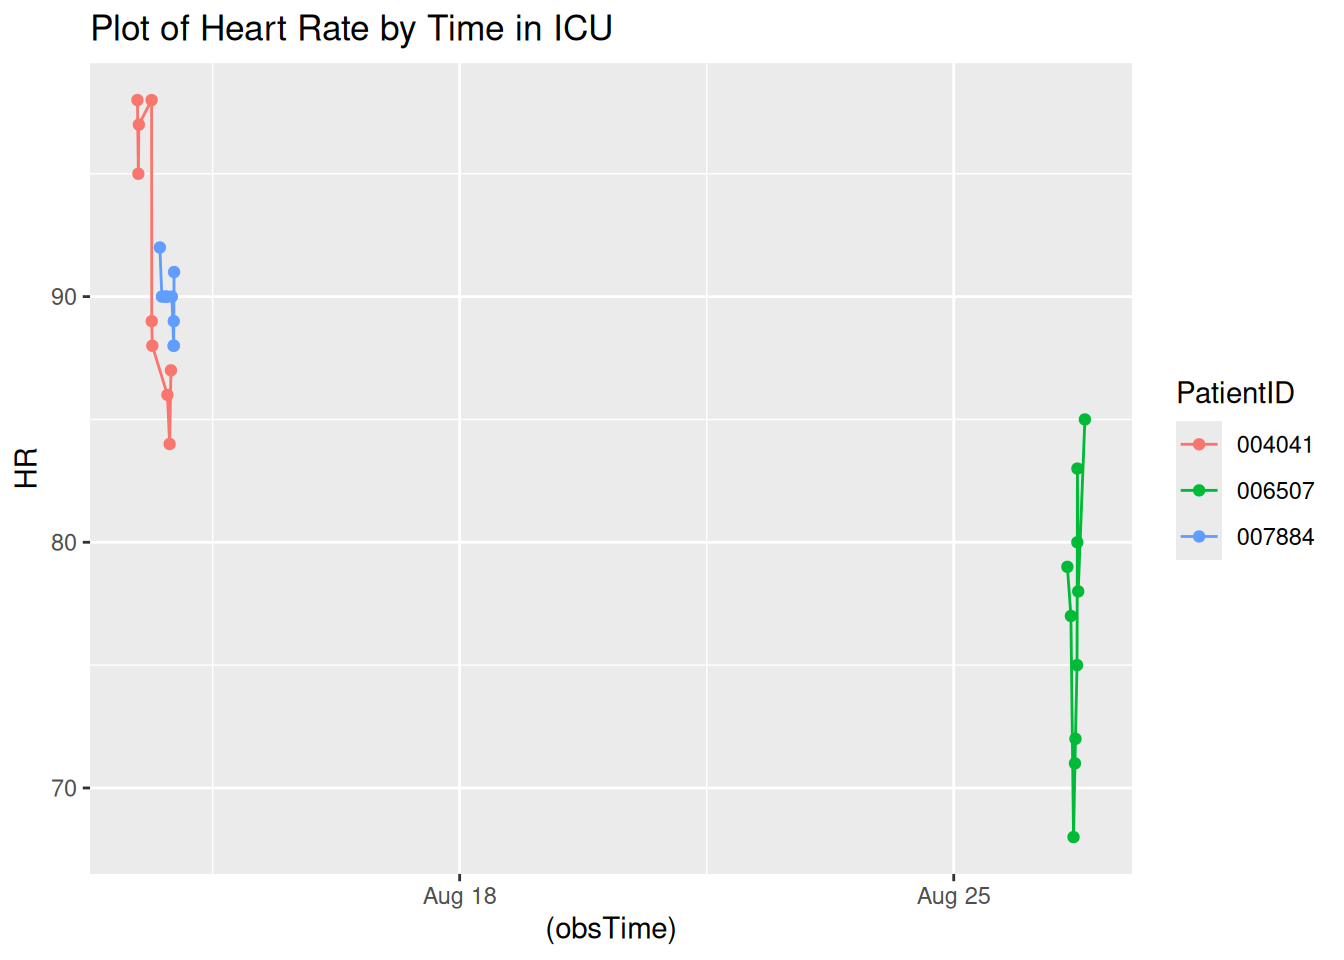 Plot of Heart Rate by Time in ICU
HR
90
80
70
Aug 18
Aug 25
(obsTime)
PatientID
004041
006507
007884